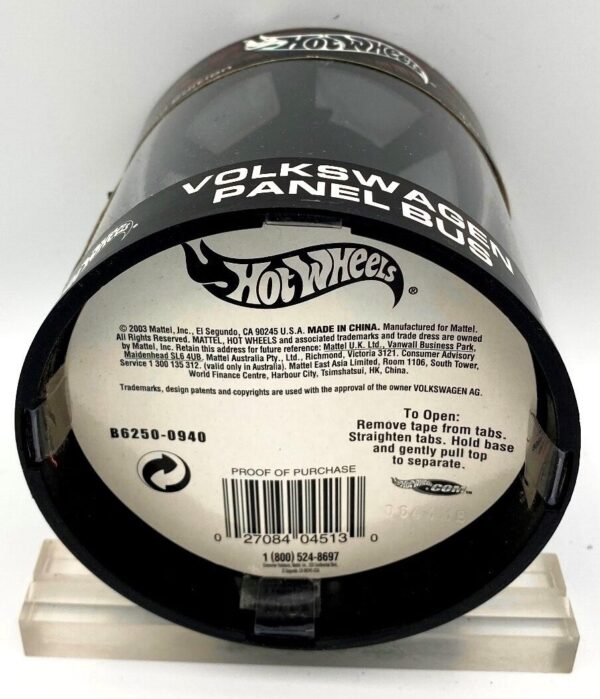 HOT WHEELS
VOLKSWAGEN
PANEL BUS
HOT WHEELS ®
© 2003 Mattel, Inc., El Segundo, CA 90245 U.S.A. MADE IN CHINA. Manufactured for Mattel.
All Rights Reserved. MATTEL, HOT WHEELS and associated trademarks and trade dress are owned
by Mattel, Inc. Retain this address for future reference: Mattel U.K. Ltd., Vanwall Business Park,
Maidenhead SL6 4UB. Mattel Australia Pty., Ltd., Richmond, Victoria 3121. Consumer Advisory
Service 1 300 135 312. (valid only in Australia). Mattel East Asia Limited, Room 1106, South Tower,
World Finance Centre, Harbour City, Tsimshatsui, HK, China.
Trademarks, design patents and copyrights are used with the approval of the owner VOLKSWAGEN AG.
B6250-0940
To Open:
Remove tape from tabs.
Straighten tabs. Hold base
and gently pull top
to separate.
HOT WHEELS.COM
PROOF OF PURCHASE
0 27084 04513 0
1 (800) 524-8697